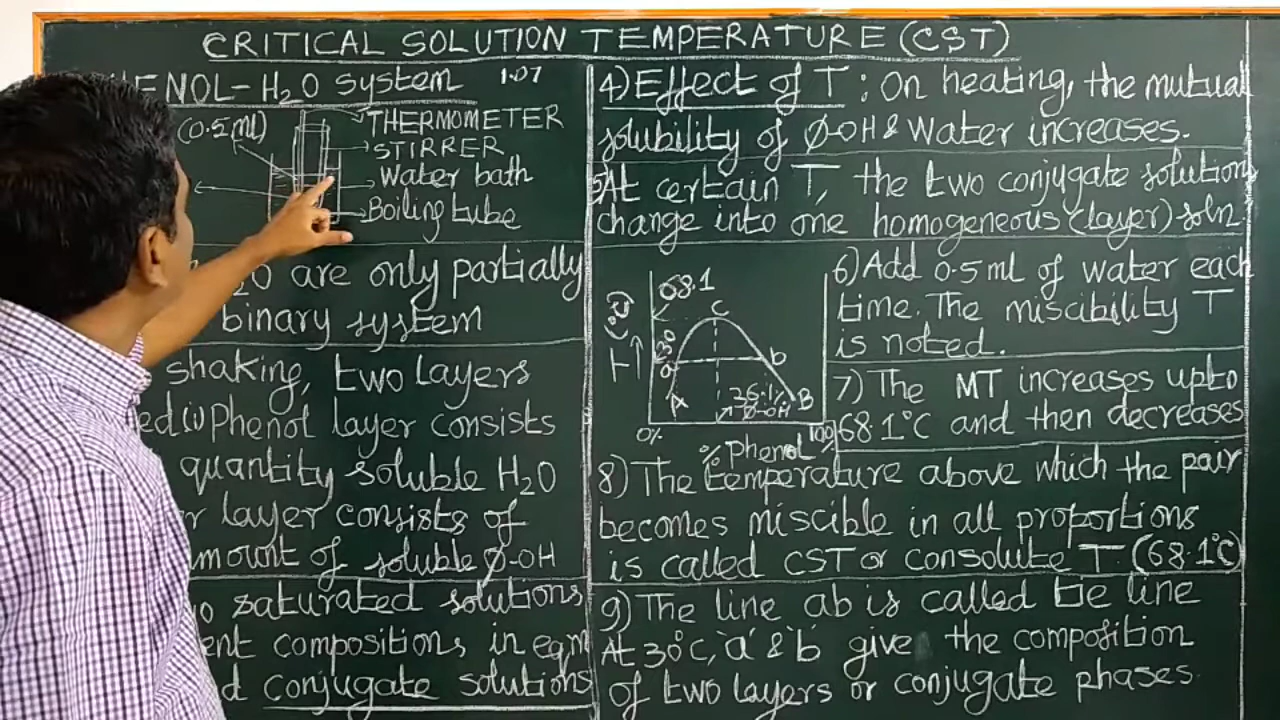 CRITICAL SOLUTION TEMPERATURE (CST)
ENOL-H2O system 1.07
(0.5ml)
THERMOMETER
STIRRER
Water bath
Boiling tube
2O are only partially
binary system
shaking, two layers
ed (i) Phenol layer consists
quantity soluble H2O
r layer consists of
mount of soluble Ø-OH
o saturated solutions
ent compositions in eqm
d conjugate solutions
4) Effect of T : On heating, the mutual
solubility of Ø-OH & Water increases.
5) At certain T, the two conjugate solution
change into one homogeneous (layer) soln
68.1
C
T (°C)
30
a
b
A
B
36.1%
Ø-OH
0%
100%
% Phenol
6) Add 0.5ml of water each
time. The miscibility T
is noted.
7) The MT increases upto
68.1°C and then decreases
8) The temperature above which the pair
becomes miscible in all proportions
is called CST or consolute T (68.1°C)
9) The line ab is called tie line
At 30°C, 'a' & 'b' give the composition
of two layers or conjugate phases.